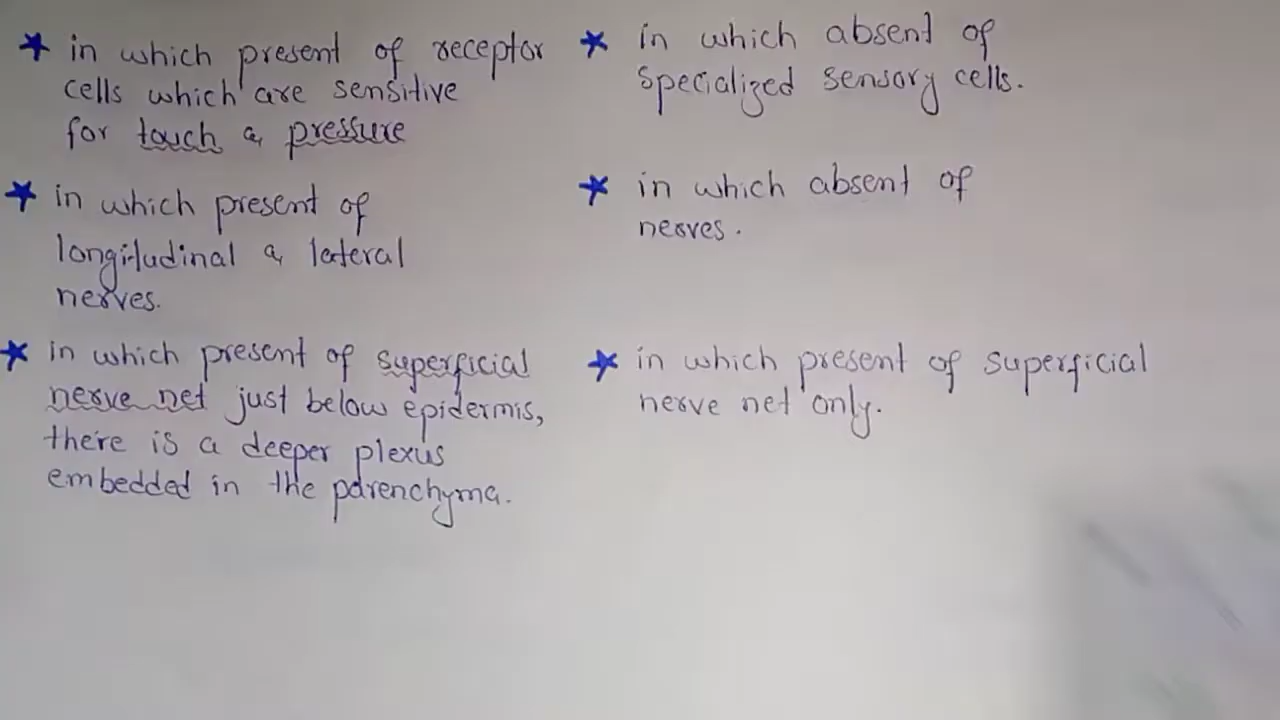 in which present of receptor
cells which are sensitive
for touch & pressure
in which present of
longitudinal & lateral
nerves.
in which present of superficial
nerve net just below epidermis,
there is a deeper plexus
embedded in the parenchyma.
in which absent of
specialized sensory cells.
in which absent of
nerves.
in which present of superficial
nerve net only.